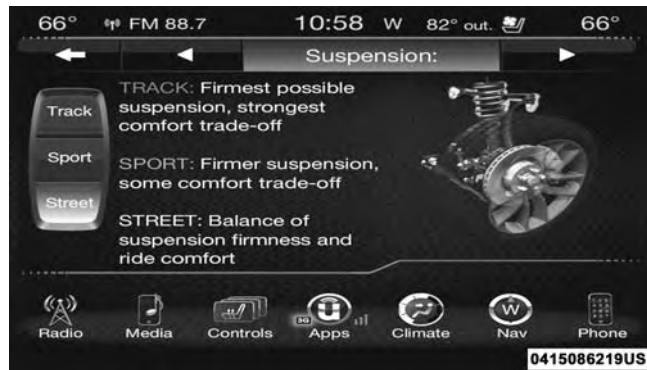 66° FM 88.7 10:58 W 82° out. 66°
Suspension:
Track
Sport
Street
TRACK: Firmest possible
suspension, strongest
comfort trade-off
SPORT: Firmer suspension,
some comfort trade-off
STREET: Balance of
suspension firmness and
ride comfort
3G
W
Radio Media Controls Apps Climate Nav Phone
0415086219US